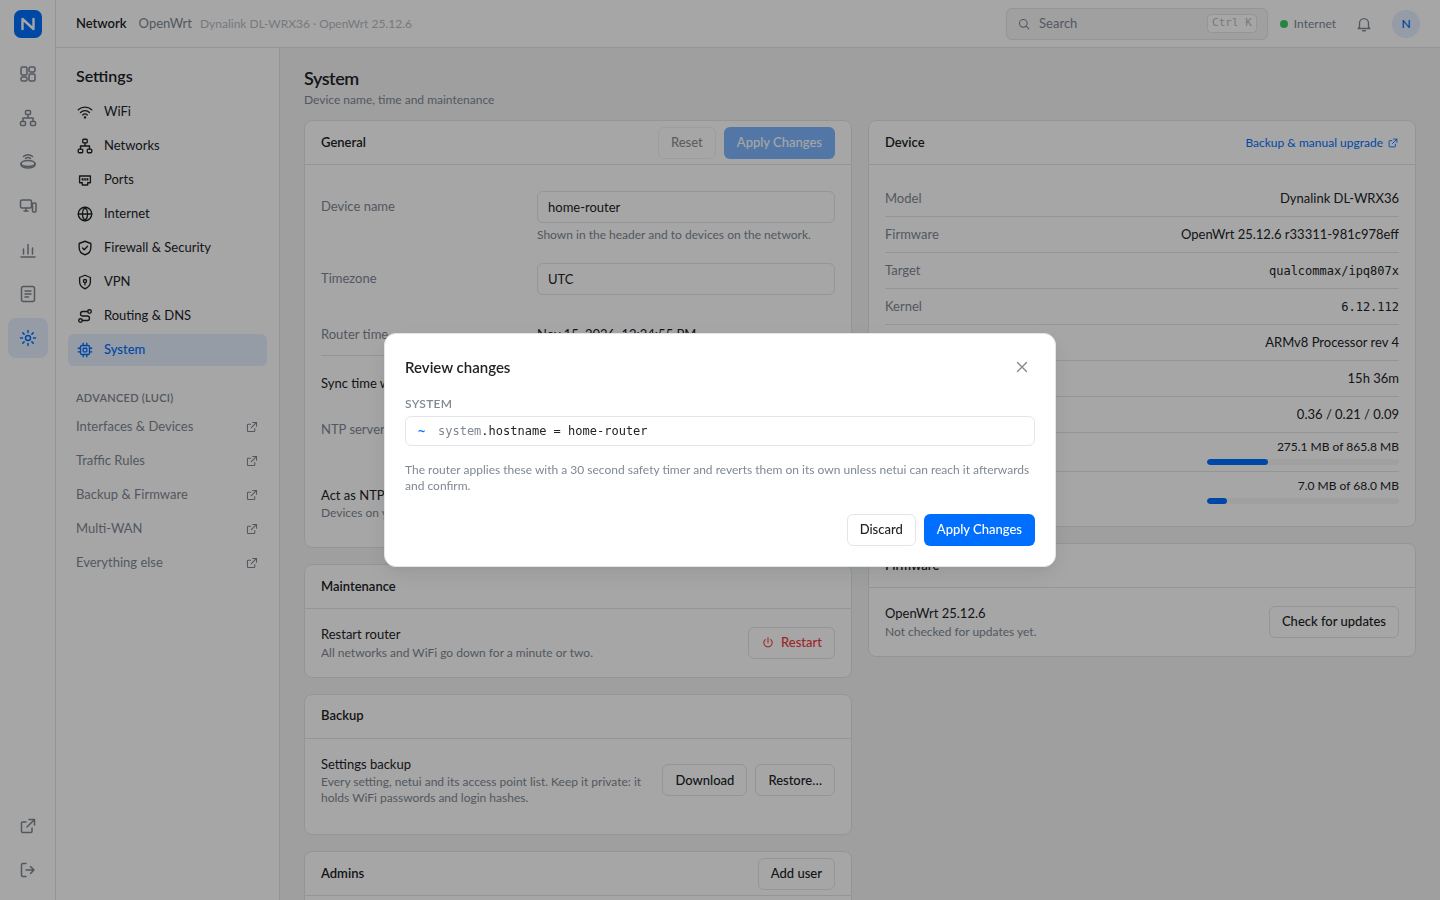 Network OpenWrt Dynalink DL-WRX36 · OpenWrt 25.12.6
Search Ctrl K
Internet
N
Settings
WiFi
Networks
Ports
Internet
Firewall & Security
VPN
Routing & DNS
System
ADVANCED (LUCI)
Interfaces & Devices
Traffic Rules
Backup & Firmware
Multi-WAN
Everything else
System
Device name, time and maintenance
General
Reset
Apply Changes
Device name
home-router
Shown in the header and to devices on the network.
Timezone
UTC
Router time
Sync time
NTP server
Act as NTP
Devices on
Review changes
SYSTEM
~ system.hostname = home-router
The router applies these with a 30 second safety timer and reverts them on its own unless netui can reach it afterwards
and confirm.
Discard
Apply Changes
Maintenance
Restart router
All networks and WiFi go down for a minute or two.
Restart
Backup
Settings backup
Every setting, netui and its access point list. Keep it private: it
holds WiFi passwords and login hashes.
Download
Restore...
Admins
Add user
Device
Backup & manual upgrade
Model
Dynalink DL-WRX36
Firmware
OpenWrt 25.12.6 r33311-981c978eff
Target
qualcommax/ipq807x
Kernel
6.12.112
ARMv8 Processor rev 4
15h 36m
0.36 / 0.21 / 0.09
275.1 MB of 865.8 MB
7.0 MB of 68.0 MB
Firmware
OpenWrt 25.12.6
Not checked for updates yet.
Check for updates